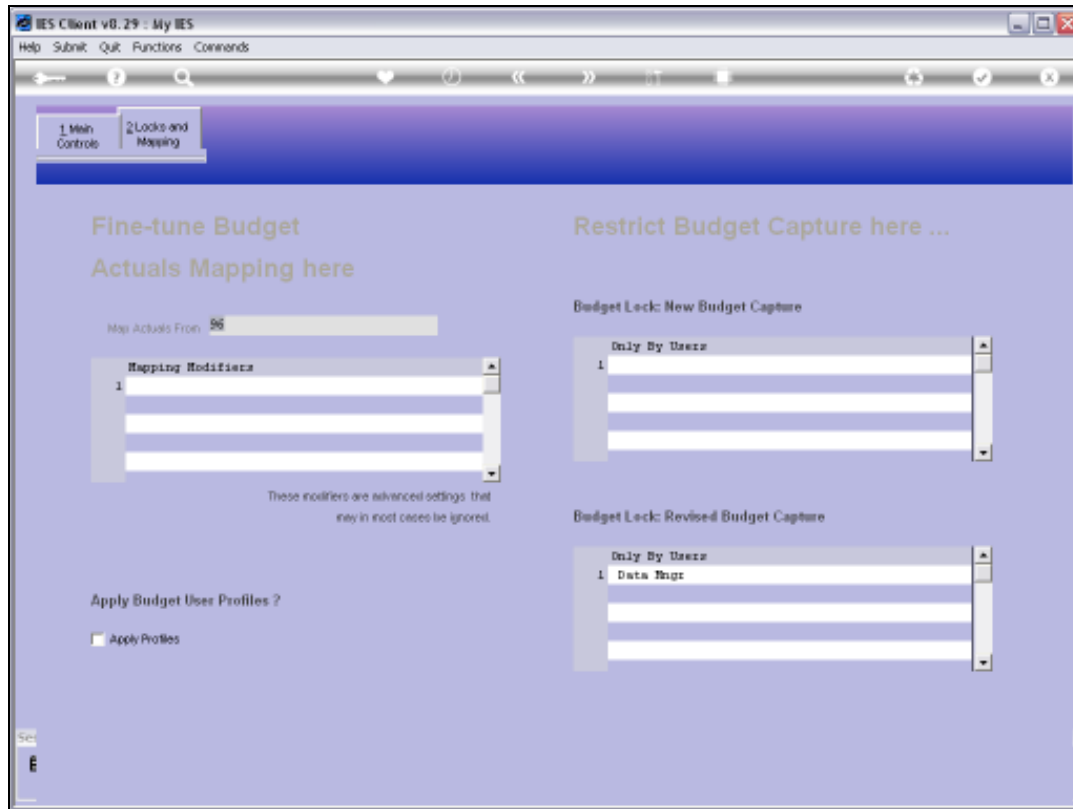 IES Client v8.29 : My IES
Help Submit Quit Functions Commands
1 Main
Controls
2 Locks and
Mapping
Fine-tune Budget
Actuals Mapping here
Map Actuals From 96
Mapping Modifiers
1
These modifiers are advanced settings that
may in most cases be ignored.
Apply Budget User Profiles ?
Apply Profiles
Restrict Budget Capture here ...
Budget Lock: New Budget Capture
Only By Users
1
Budget Lock: Revised Budget Capture
Only By Users
1 Data Mngr